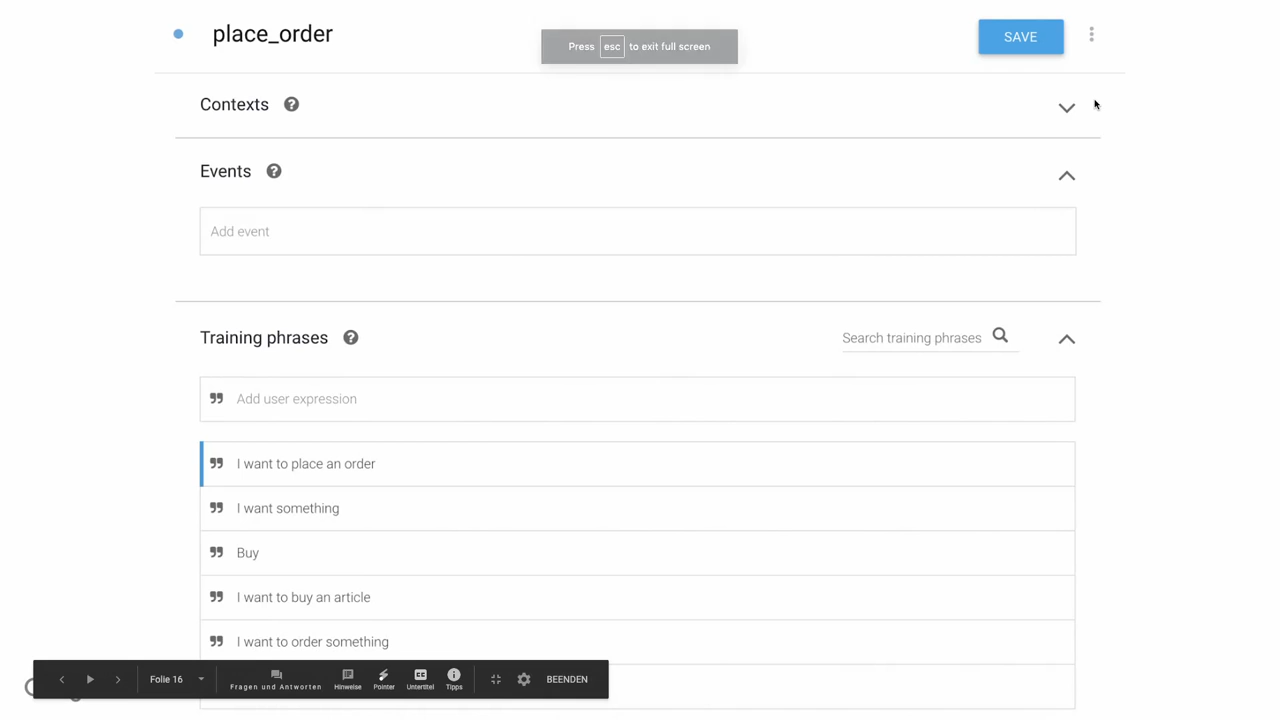 place_order
Press esc to exit full screen
SAVE
Contexts ?
Events ?
Add event
Training phrases ?
Search training phrases
Add user expression
I want to place an order
I want something
Buy
I want to buy an article
I want to order something
Folie 16
Fragen und Antworten
Hinweise
Pointer
CC
Untertitel
Tipps
BEENDEN